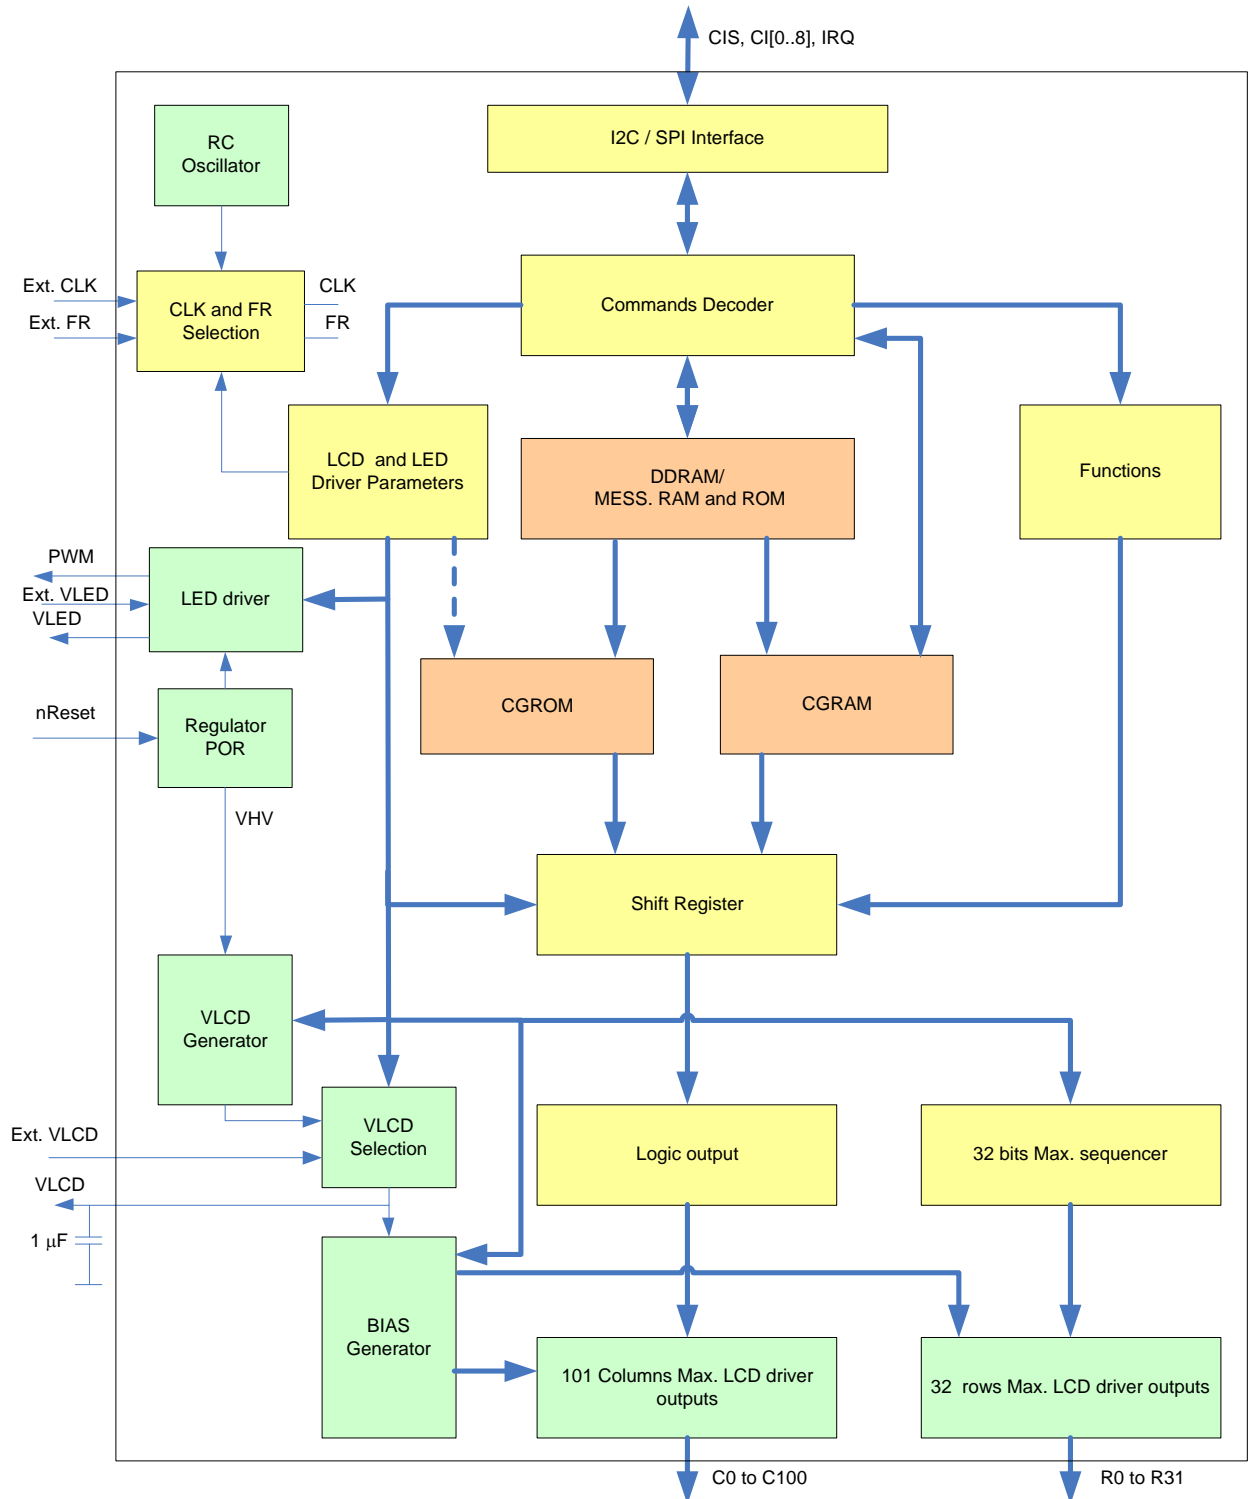 CIS, CI[0..8], IRQ
RC
Oscillator
I2C / SPI Interface
Ext. CLK
Ext. FR
CLK and FR
Selection
CLK
FR
Commands Decoder
LCD and LED
Driver Parameters
DDRAM/
MESS. RAM and ROM
Functions
PWM
Ext. VLED
VLED
LED driver
nReset
Regulator
POR
CGROM
CGRAM
VHV
Shift Register
VLCD
Generator
Ext. VLCD
VLCD
Selection
Logic output
32 bits Max. sequencer
VLCD
1 μF
BIAS
Generator
101 Columns Max. LCD driver
outputs
32 rows Max. LCD driver outputs
C0 to C100
R0 to R31